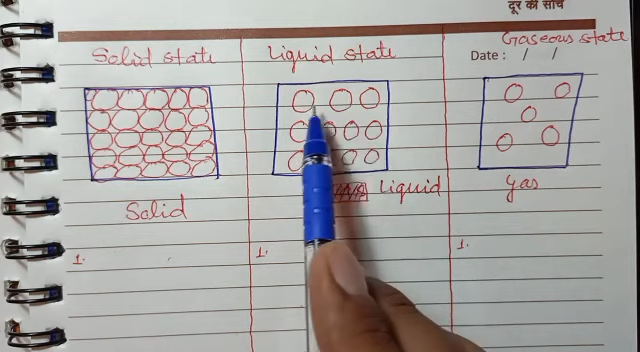 दूर की सोच
Solid state
Liquid state
Gaseous state
Date : / /
Solid
Liquid
gas
1.
1.
1.